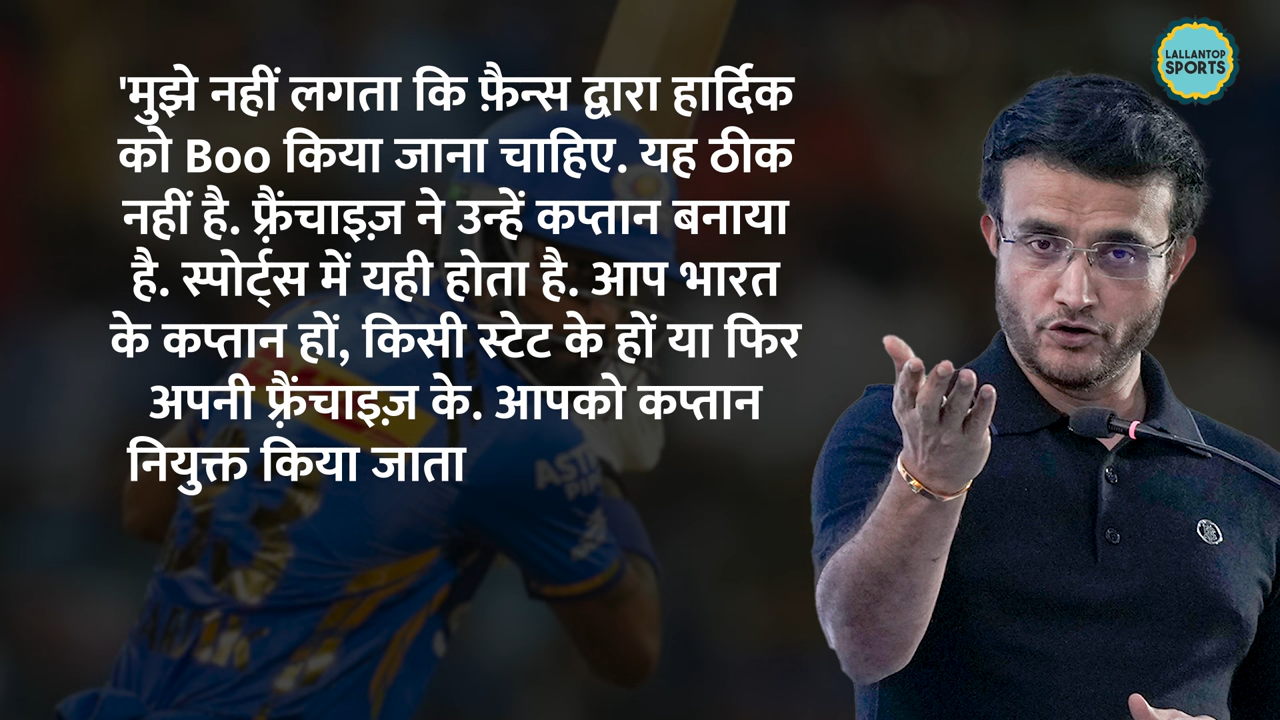 LALLANTOP
SPORTS
'मुझे नहीं लगता कि फ़ैन्स द्वारा हार्दिक
को Boo किया जाना चाहिए. यह ठीक
नहीं है. फ़्रैंचाइज़ ने उन्हें कप्तान बनाया
है. स्पोर्ट्स में यही होता है. आप भारत
के कप्तान हों, किसी स्टेट के हों या फिर
अपनी फ़्रैंचाइज़ के. आपको कप्तान
नियुक्त किया जाता